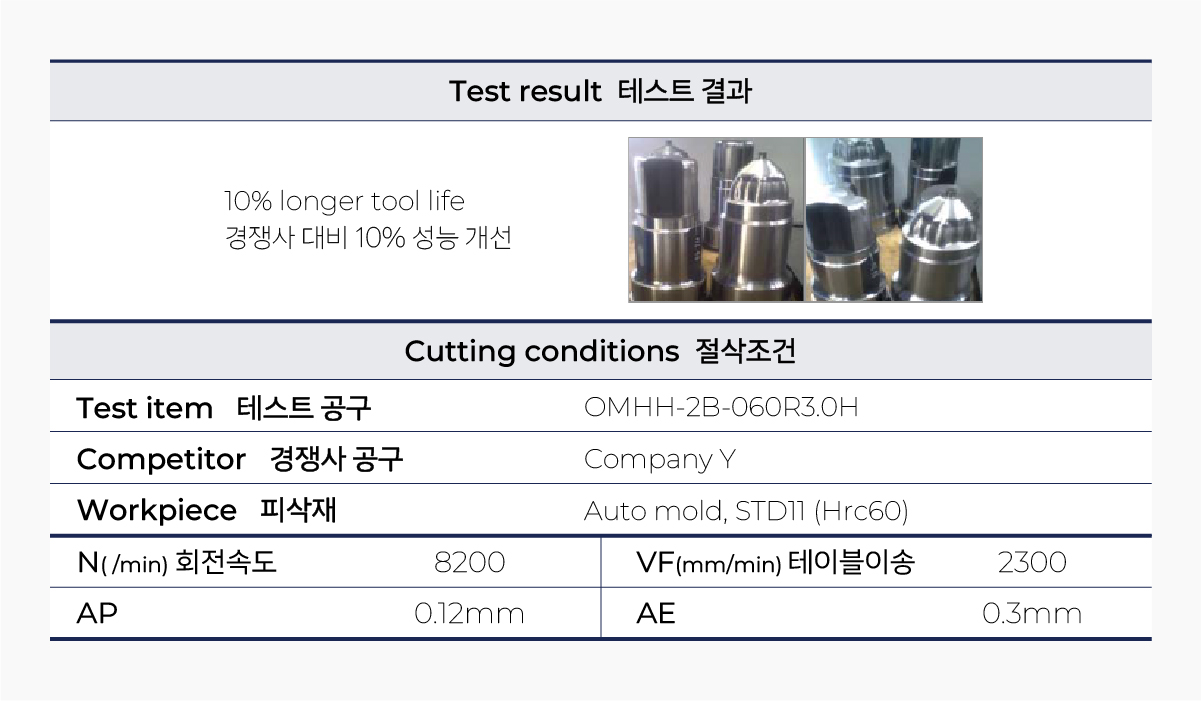 Test result 테스트 결과
10% longer tool life
경쟁사 대비 10% 성능 개선
Cutting conditions 절삭조건
Test item 테스트 공구 OMHH-2B-060R3.0H
Competitor 경쟁사 공구 Company Y
Workpiece 피삭재 Auto mold, STD11 (Hrc60)
N( /min) 회전속도 8200 VF(mm/min) 테이블이송 2300
AP 0.12mm AE 0.3mm